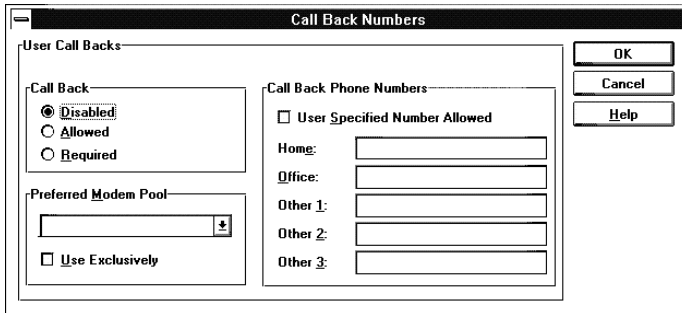 Call Back Numbers
User Call Backs
Call Back
Disabled
Allowed
Required
Preferred Modem Pool
Use Exclusively
Call Back Phone Numbers
User Specified Number Allowed
Home:
Office:
Other 1:
Other 2:
Other 3:
OK
Cancel
Help